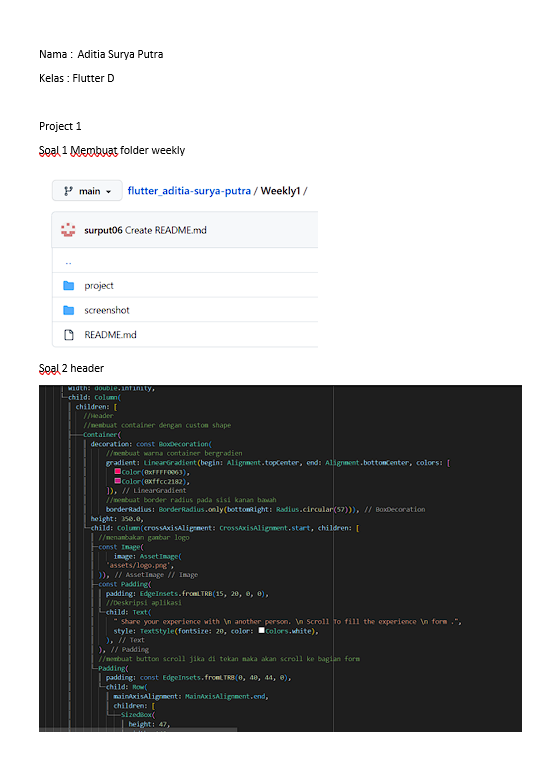 Nama : Aditia Surya Putra
Kelas : Flutter D
Project 1
Soal 1 Membuat folder weekly
main flutter_aditia-surya-putra / Weekly1 /
surput06 Create README.md
..
project
screenshot
README.md
Soal 2 header
width: double.infinity,
child: Column(
children: [
//Header
//membuat container dengan custom shape
Container(
decoration: const BoxDecoration(
//membuat warna container bergradien
gradient: LinearGradient(begin: Alignment.topCenter, end: Alignment.bottomCenter, colors: [
Color(0xFFFF0063),
Color(0xffcc2182),
]), // LinearGradient
//membuat border radius pada sisi kanan bawah
borderRadius: BorderRadius.only(bottomRight: Radius.circular(57))), // BoxDecoration
height: 350.0,
child: Column(crossAxisAlignment: CrossAxisAlignment.start, children: [
//menambakan gambar logo
const Image(
image: AssetImage(
'assets/logo.png',
)), // AssetImage // Image
const Padding(
padding: EdgeInsets.fromLTRB(15, 20, 0, 0),
//Deskripsi aplikasi
child: Text(
" Share your experience with \n another person. \n Scroll To fill the experience \n form .",
style: TextStyle(fontSize: 20, color: Colors.white),
), // Text
), // Padding
//membuat button scroll jika di tekan maka akan scroll ke bagian form
Padding(
padding: const EdgeInsets.fromLTRB(0, 40, 44, 0),
child: Row(
mainAxisAlignment: MainAxisAlignment.end,
children: [
SizedBox(
height: 47,